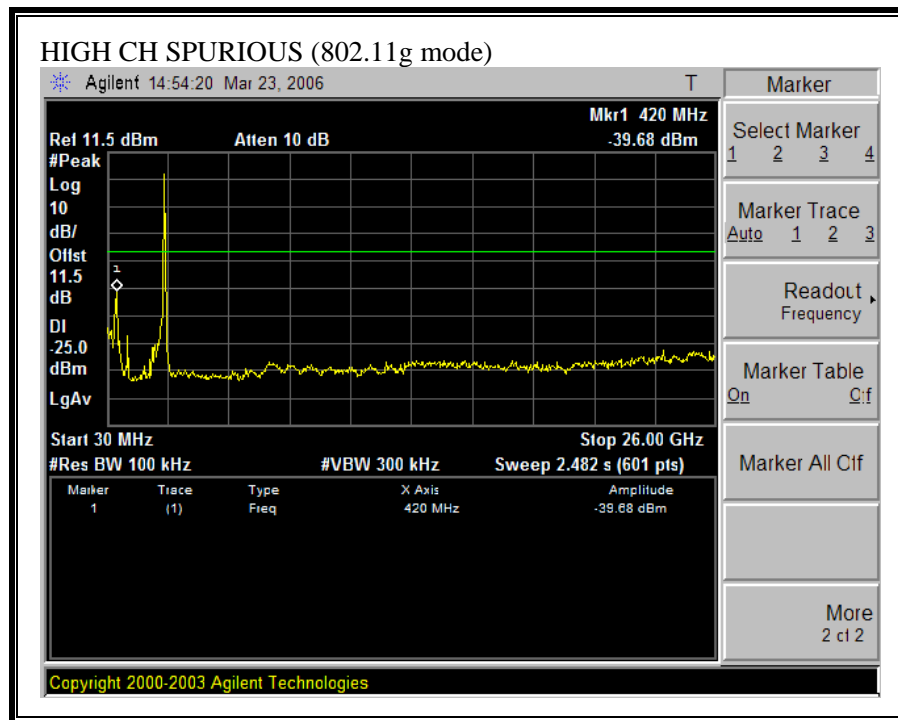 HIGH CH SPURIOUS (802.11g mode)
Agilent 14:54:20 Mar 23, 2006 T
Mkr1 420 MHz
Ref 11.5 dBm Atten 10 dB -39.68 dBm
#Peak
Log
10
dB/
Offst
11.5
dB
DI
-25.0
dBm
LgAv
1
Start 30 MHz Stop 26.00 GHz
#Res BW 100 kHz #VBW 300 kHz Sweep 2.482 s (601 pts)
Marker Trace Type X Axis Amplitude
1 (1) Freq 420 MHz -39.68 dBm
Marker
Select Marker
1 2 3 4
Marker Trace
Auto 1 2 3
Readout
Frequency
Marker Table
On Off
Marker All Off
More
2 of 2
Copyright 2000-2003 Agilent Technologies